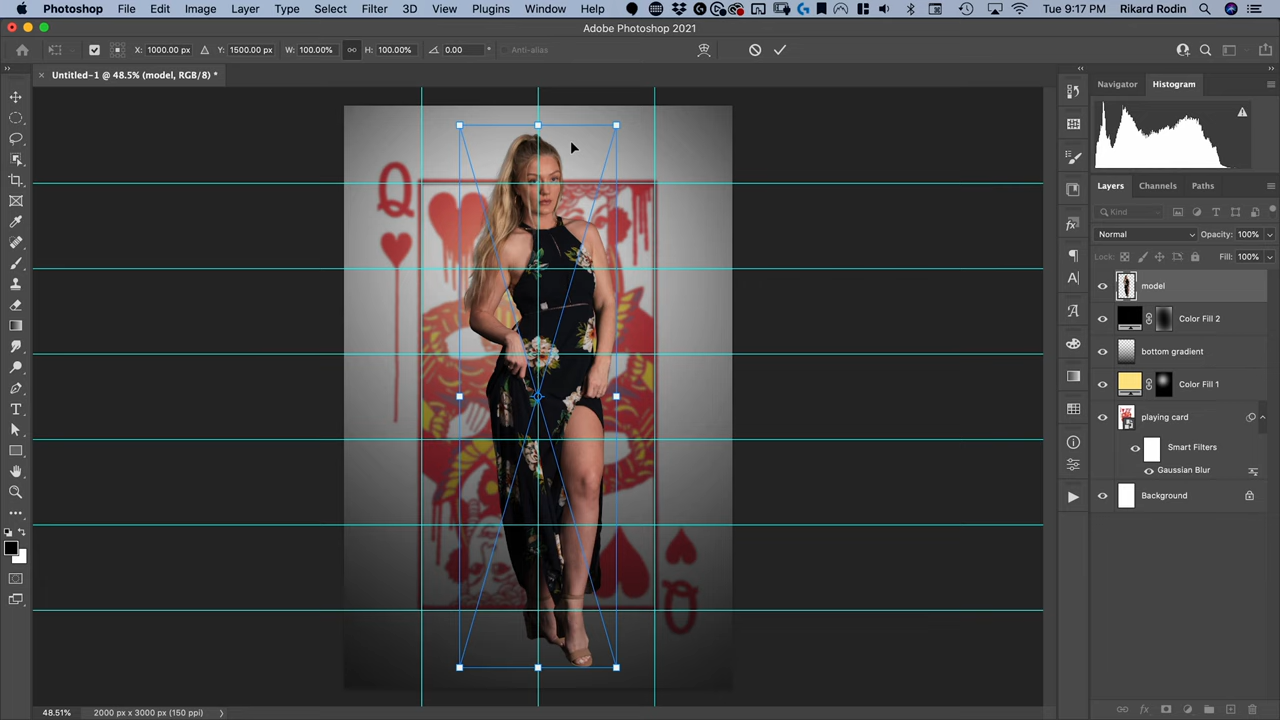 Photoshop File Edit Image Layer Type Select Filter 3D View Plugins Window Help Tue 9:17 PM Rikard Rodin
Adobe Photoshop 2021
X: 1000.00 px Y: 1500.00 px W: 100.00% H: 100.00% 0.00 ° Anti-alias
× Untitled-1 @ 48.5% (model, RGB/8) *
Navigator Histogram
Layers Channels Paths
Kind
Normal Opacity: 100%
Lock: Fill: 100%
model
Color Fill 2
bottom gradient
Color Fill 1
playing card
Smart Filters
Gaussian Blur
Background
Q
Q
48.51% 2000 px x 3000 px (150 ppi)